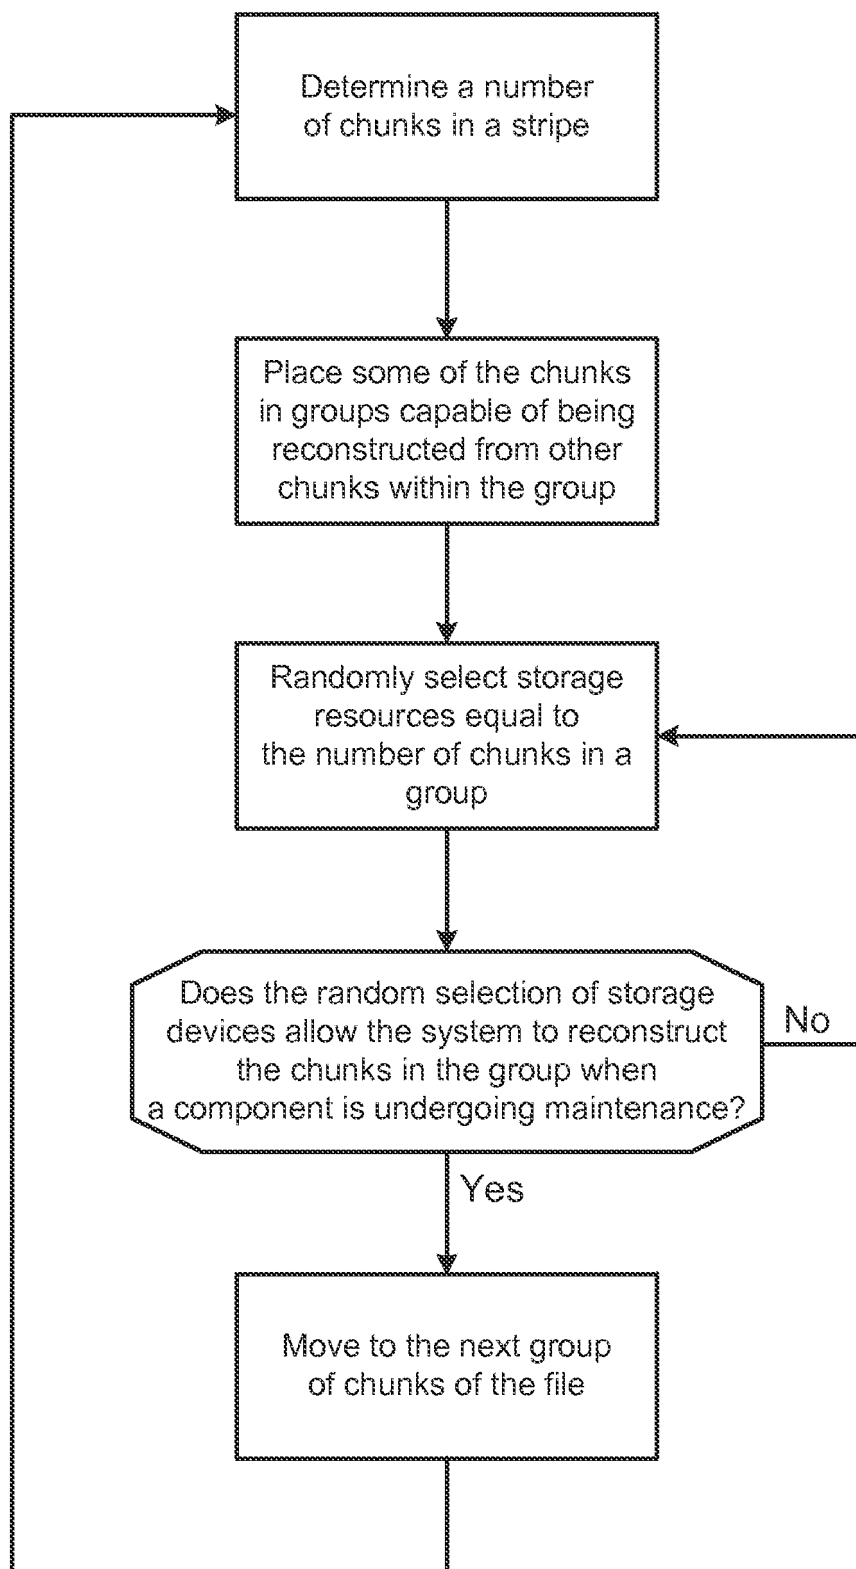 Determine a number
of chunks in a stripe
Place some of the chunks
in groups capable of being
reconstructed from other
chunks within the group
Randomly select storage
resources equal to
the number of chunks in a
group
Does the random selection of storage
devices allow the system to reconstruct
the chunks in the group when
a component is undergoing maintenance?
No
Yes
Move to the next group
of chunks of the file